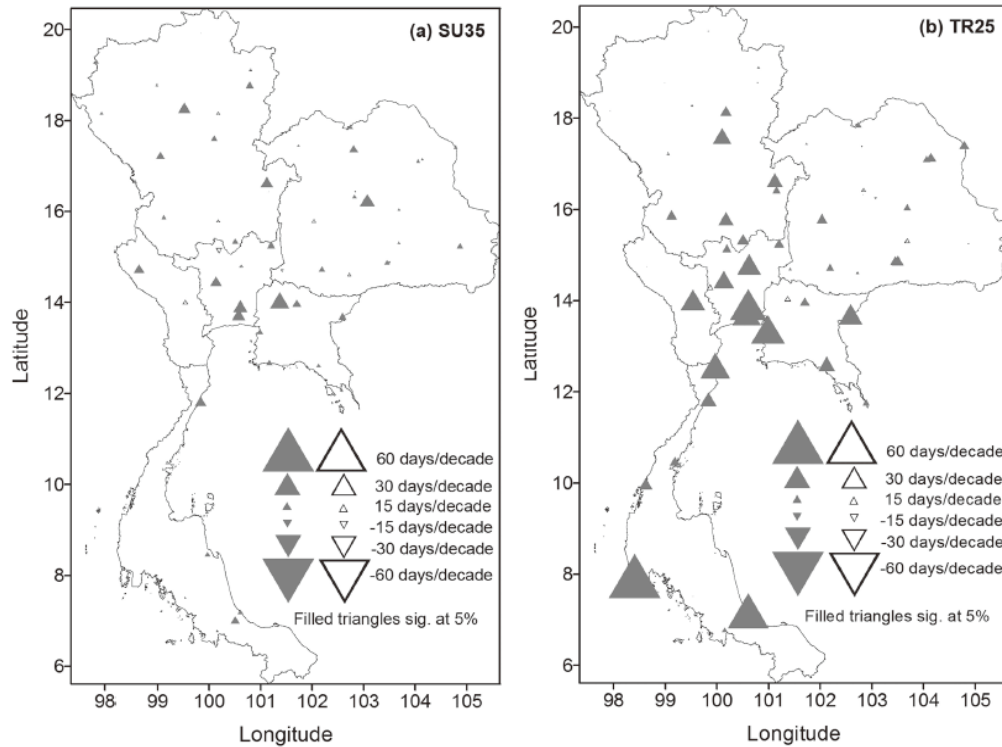 (a) SU35
20
18
16
14
12
10
8
6
Latitude
98 99 100 101 102 103 104 105
Longitude
60 days/decade
30 days/decade
15 days/decade
-15 days/decade
-30 days/decade
-60 days/decade
Filled triangles sig. at 5%
(b) TR25
20
18
16
14
12
10
8
6
Latitude
98 99 100 101 102 103 104 105
Longitude
60 days/decade
30 days/decade
15 days/decade
-15 days/decade
-30 days/decade
-60 days/decade
Filled triangles sig. at 5%